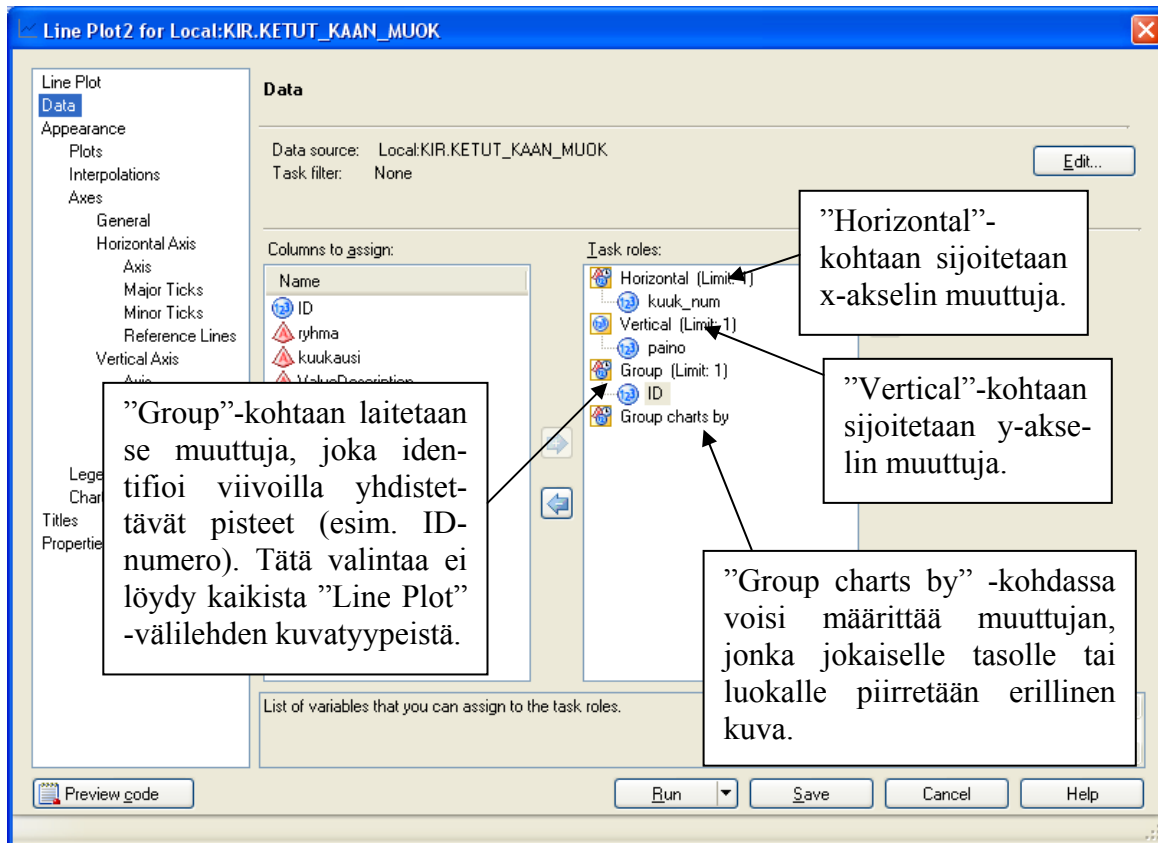 Line Plot2 for Local:KIR.KETUT_KAAN_MUOK
Line Plot
Data
Appearance
Plots
Interpolations
Axes
General
Horizontal Axis
Axis
Major Ticks
Minor Ticks
Reference Lines
Vertical Axis
Axis
Lege
Char
Titles
Propertie
Data
Data source: Local:KIR.KETUT_KAAN_MUOK
Task filter: None
Edit...
Columns to assign:
Name
ID
ryhma
kuukausi
ValueDescription
Task roles:
Horizontal (Limit: 1)
kuuk_num
Vertical (Limit: 1)
paino
Group (Limit: 1)
ID
Group charts by
”Horizontal”-
kohtaan sijoitetaan
x-akselin muuttuja.
”Vertical”-kohtaan
sijoitetaan y-akse-
lin muuttuja.
”Group”-kohtaan laitetaan
se muuttuja, joka iden-
tifioi viivoilla yhdistet-
tävät pisteet (esim. ID-
numero). Tätä valintaa ei
löydy kaikista ”Line Plot”
-välilehden kuvatyypeistä.
”Group charts by” -kohdassa
voisi määrittää muuttujan,
jonka jokaiselle tasolle tai
luokalle piirretään erillinen
kuva.
List of variables that you can assign to the task roles.
Preview code
Run
Save
Cancel
Help